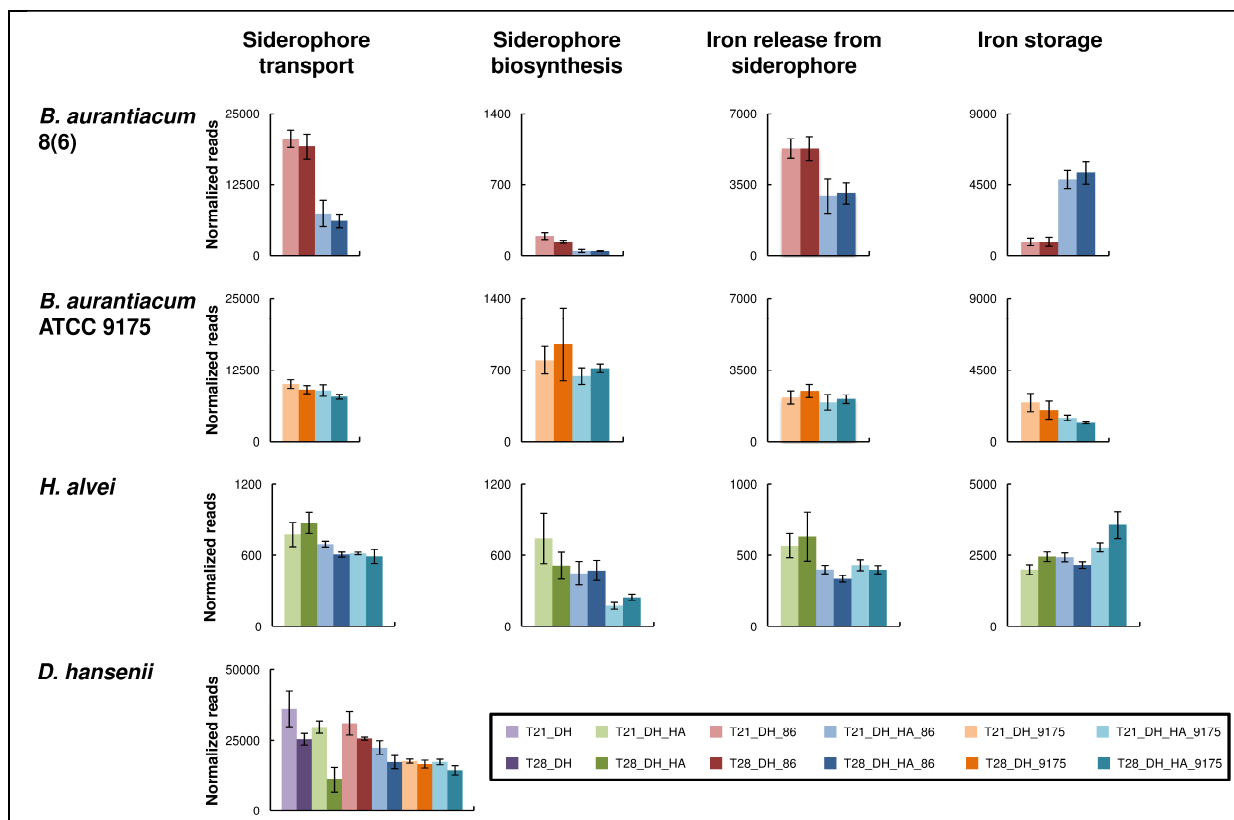 Siderophore transport
Siderophore biosynthesis
Iron release from siderophore
Iron storage
B. aurantiacum 8(6)
Normalized reads
25000
12500
0
1400
700
0
7000
3500
0
9000
4500
0
B. aurantiacum ATCC 9175
Normalized reads
25000
12500
0
1400
700
0
7000
3500
0
9000
4500
0
H. alvei
Normalized reads
1200
600
0
1200
600
0
1000
500
0
5000
2500
0
D. hansenii
Normalized reads
50000
25000
0
T21_DH
T21_DH_HA
T21_DH_86
T21_DH_HA_86
T21_DH_9175
T21_DH_HA_9175
T28_DH
T28_DH_HA
T28_DH_86
T28_DH_HA_86
T28_DH_9175
T28_DH_HA_9175